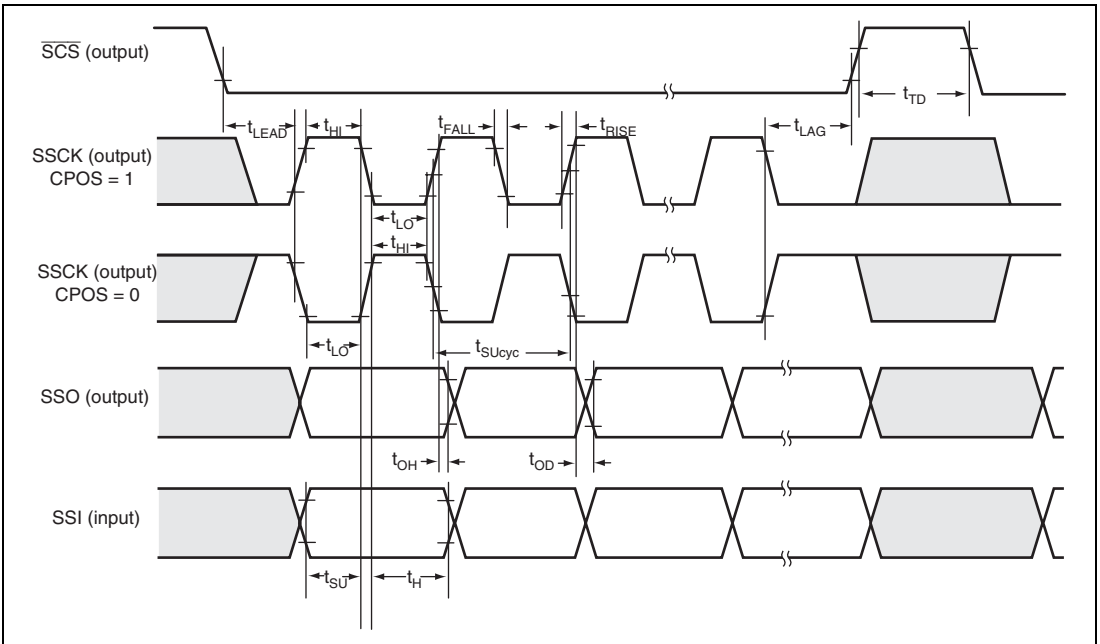 SCS (output)
tTD
tLEAD
tHI
tFALL
tRISE
tLAG
SSCK (output)
CPOS = 1
tLO
tHI
SSCK (output)
CPOS = 0
tLO
tSUcyc
SSO (output)
tOH
tOD
SSI (input)
tSU
tH